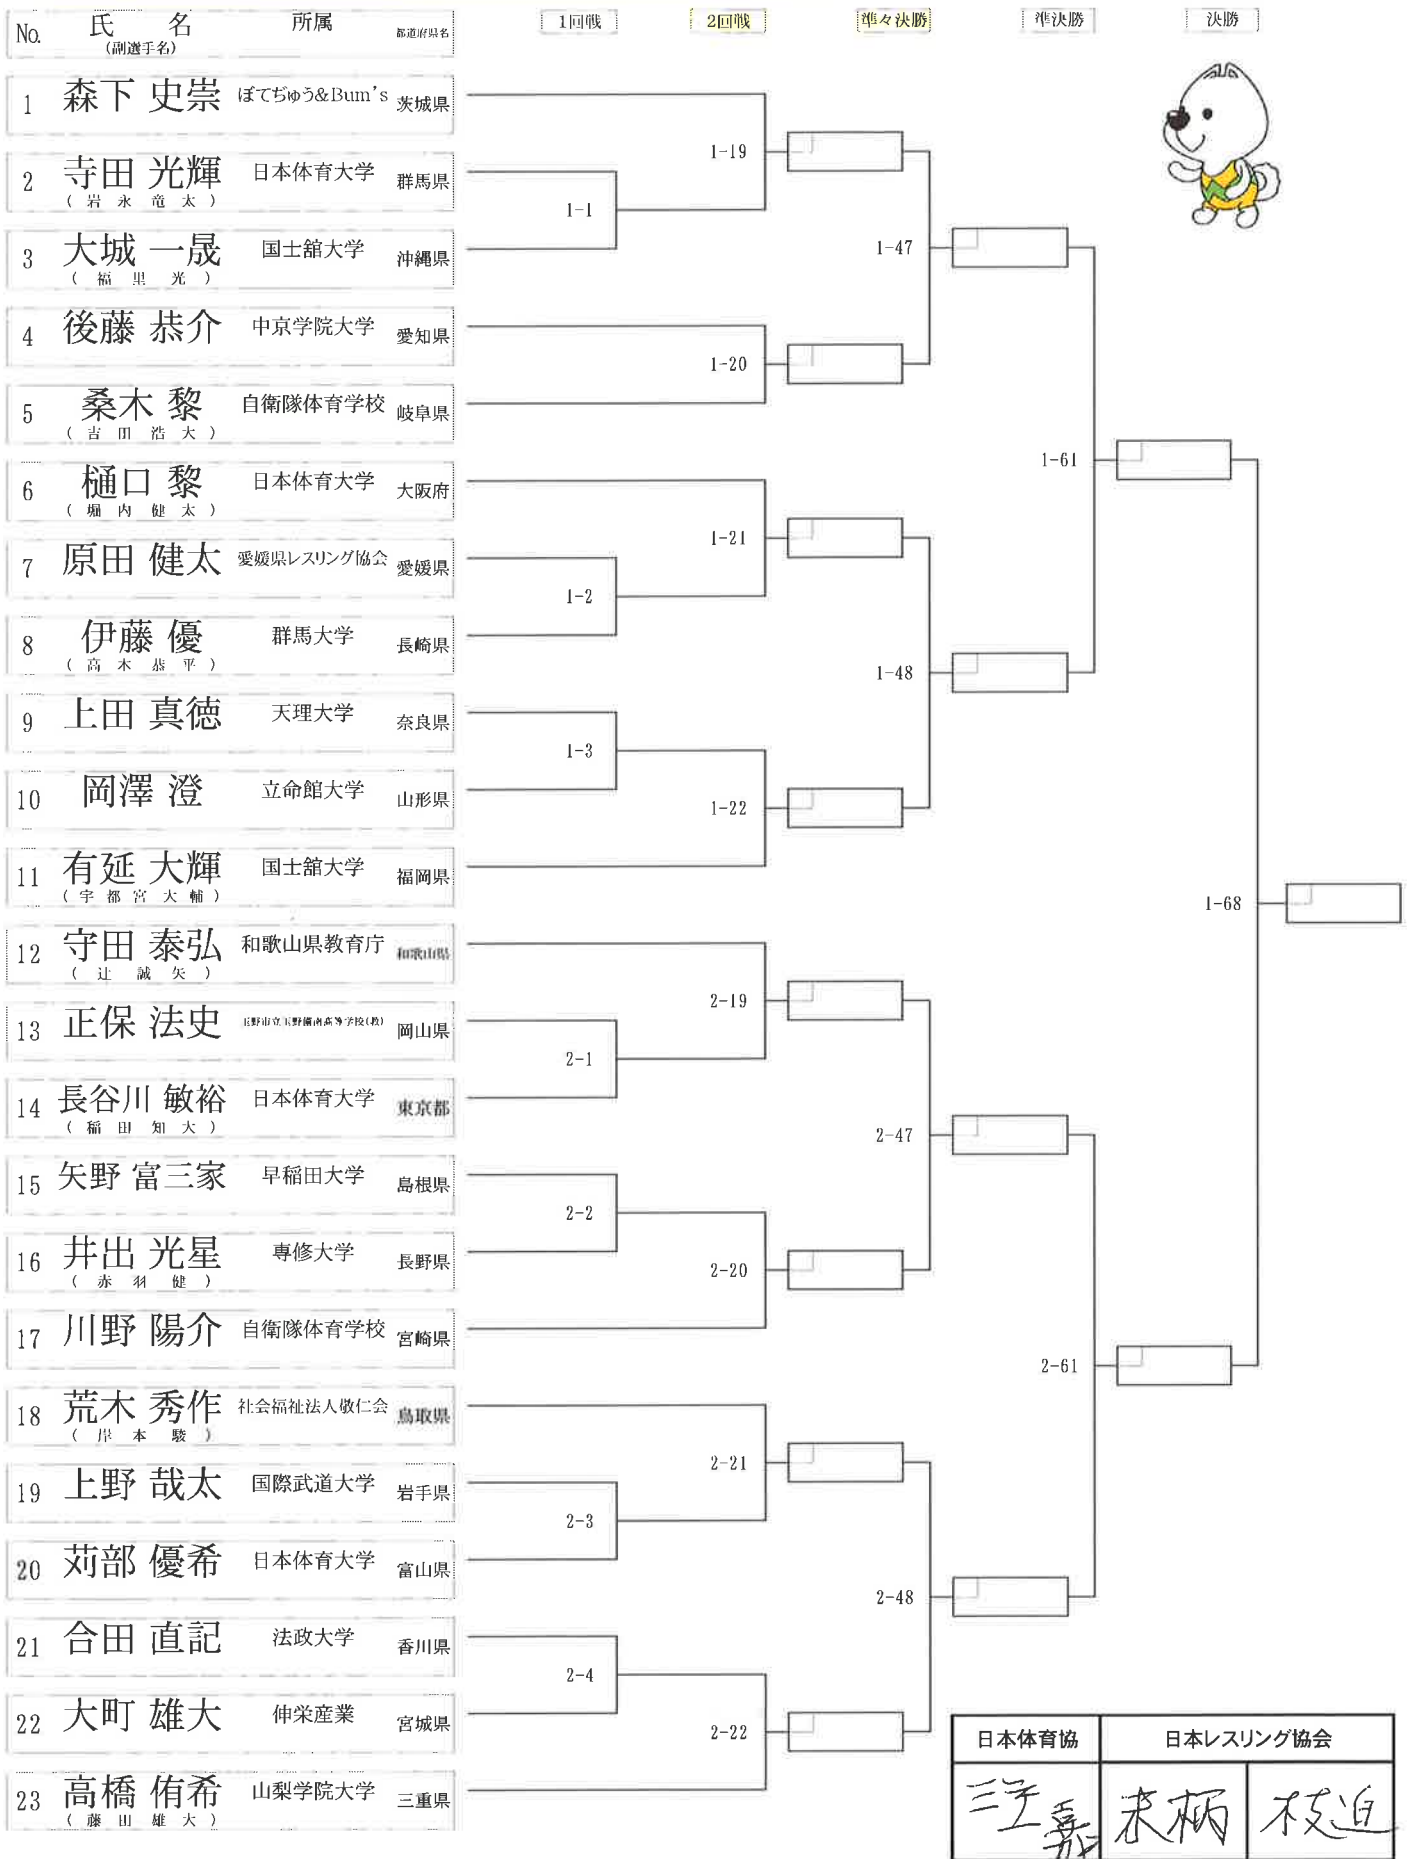 No. 氏名 所属 都道府県名 1回戦 2回戦 準々決勝 準決勝 決勝
(副選手名)
1 森下 史崇 ぼてぢゅう&Bum's 茨城県
1-19
2 寺田 光輝 日本体育大学 群馬県
(岩永竜太)
1-1
3 大城 一晟 国士舘大学 沖縄県
(福里光)
1-47
4 後藤 恭介 中京学院大学 愛知県
1-20
5 桑木 黎 自衛隊体育学校 岐阜県
(吉田浩大)
1-61
6 樋口 黎 日本体育大学 大阪府
(堀内健太)
1-21
7 原田 健太 愛媛県レスリング協会 愛媛県
1-2
8 伊藤 優 群馬大学 長崎県
(高木恭平)
1-48
9 上田 真徳 天理大学 奈良県
1-3
10 岡澤 澄 立命館大学 山形県
1-22
11 有延 大輝 国士舘大学 福岡県
(宇都宮大輔)
1-68
12 守田 泰弘 和歌山県教育庁 和歌山県
(辻誠矢)
2-19
13 正保 法史 玉野市立玉野備南高等学校(教) 岡山県
2-1
14 長谷川 敏裕 日本体育大学 東京都
(稲田知大)
2-47
15 矢野 富三家 早稲田大学 島根県
2-2
16 井出 光星 専修大学 長野県
(赤羽健)
2-20
17 川野 陽介 自衛隊体育学校 宮崎県
2-61
18 荒木 秀作 社会福祉法人敬仁会 鳥取県
(岸本駿)
2-21
19 上野 哉太 国際武道大学 岩手県
2-3
20 苅部 優希 日本体育大学 富山県
2-48
21 合田 直記 法政大学 香川県
2-4
22 大町 雄大 伸栄産業 宮城県
2-22
23 高橋 侑希 山梨学院大学 三重県
(藤田雄大)
日本体育協 日本レスリング協会